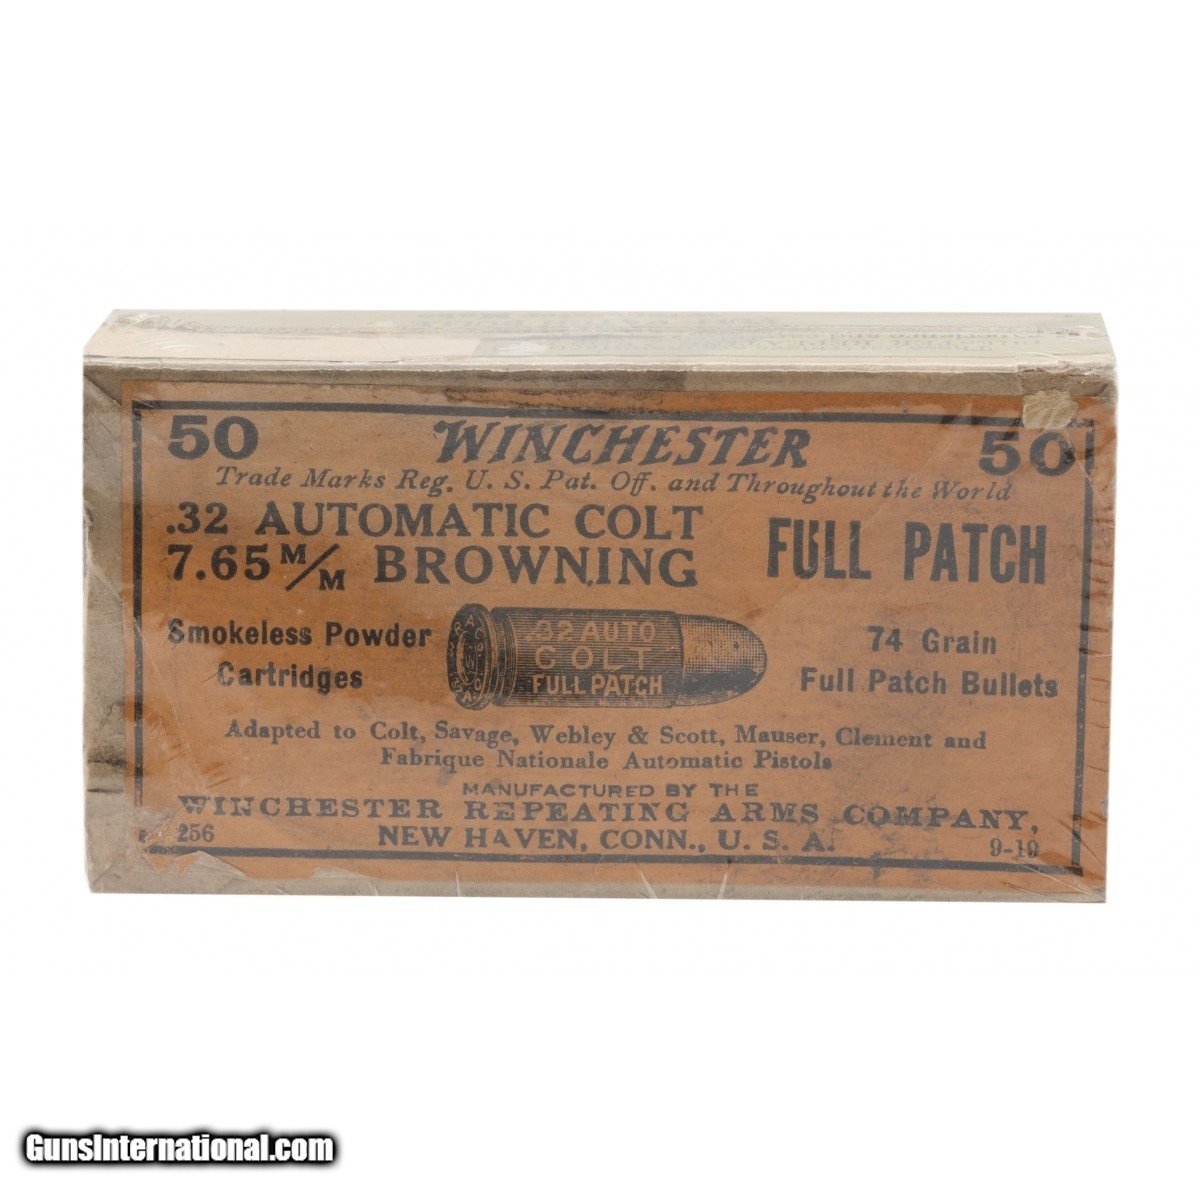 50 WINCHESTER 50
Trade Marks Reg. U. S. Pat. Off. and Throughout the World
.32 AUTOMATIC COLT
7.65 M/M BROWNING
FULL PATCH
Smokeless Powder
Cartridges
.32 AUTO
COLT
FULL PATCH
74 Grain
Full Patch Bullets
Adapted to Colt, Savage, Webley & Scott, Mauser, Clement and
Fabrique Nationale Automatic Pistols
MANUFACTURED BY THE
WINCHESTER REPEATING ARMS COMPANY,
NEW HAVEN, CONN., U. S. A.
256
9-19
GunsInternational.com